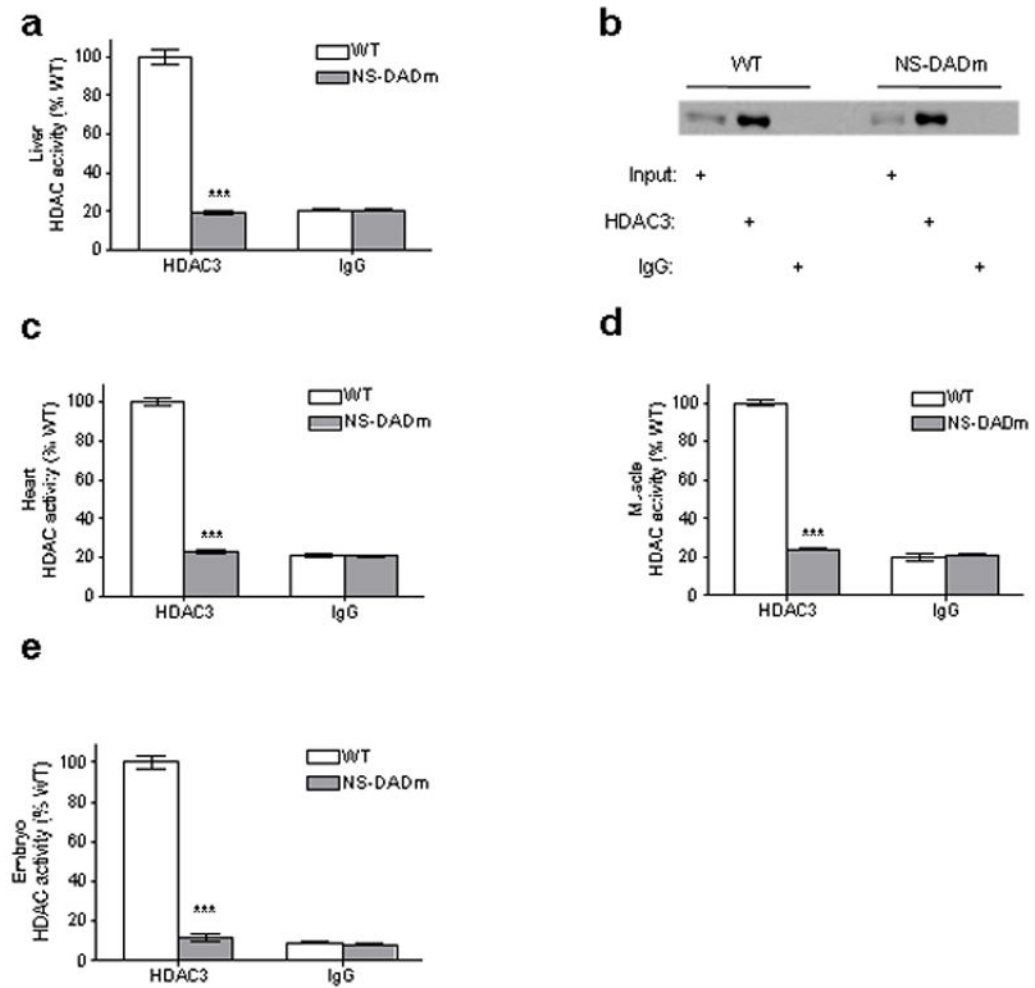 a
Liver
HDAC activity (% WT)
100
80
60
40
20
0
WT
NS-DADm
***
HDAC3 IgG
b
WT NS-DADm
Input: + +
HDAC3: + +
IgG: + +
c
Heart
HDAC activity (% WT)
100
80
60
40
20
0
WT
NS-DADm
***
HDAC3 IgG
d
Muscle
HDAC activity (% WT)
100
80
60
40
20
0
WT
NS-DADm
***
HDAC3 IgG
e
Embryo
HDAC activity (% WT)
100
80
60
40
20
0
WT
NS-DADm
***
HDAC3 IgG